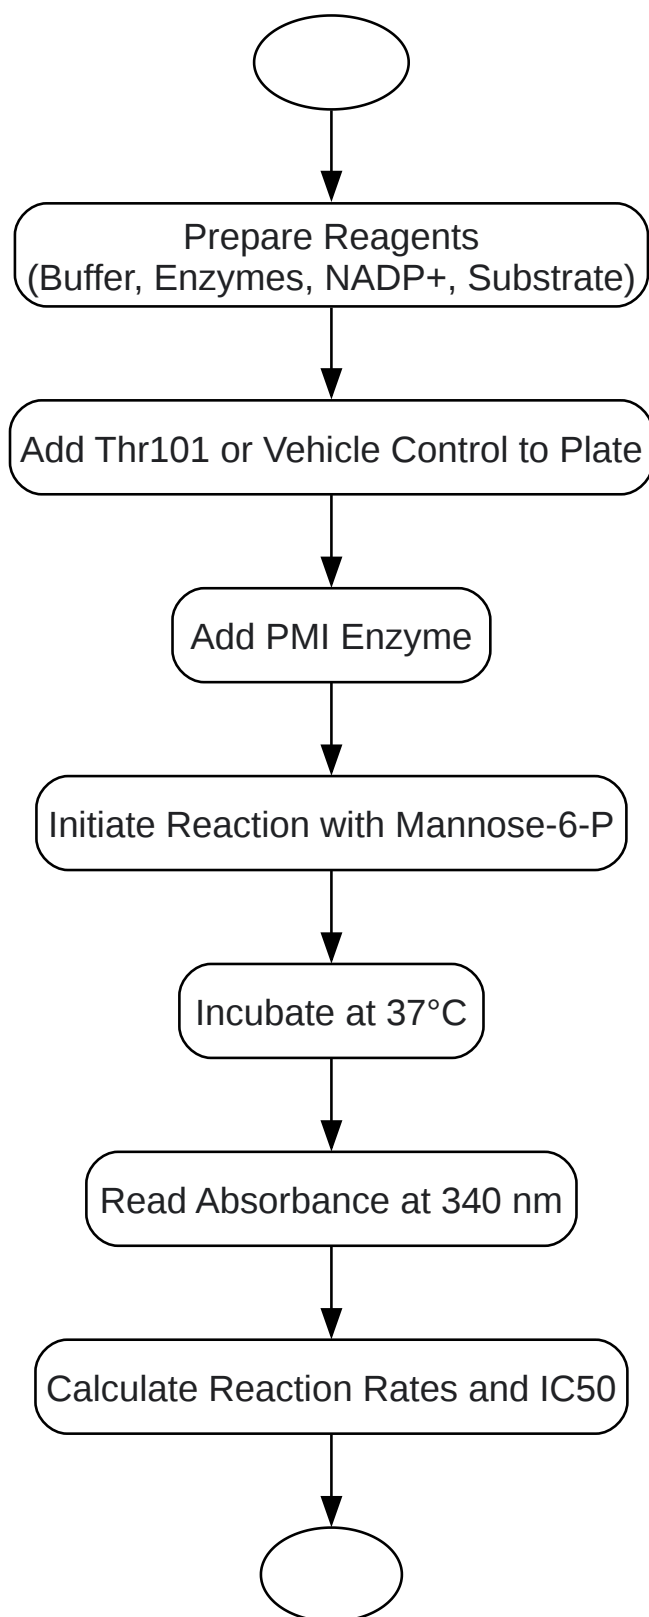 Prepare Reagents
(Buffer, Enzymes, NADP+, Substrate)
Add Thr101 or Vehicle Control to Plate
Add PMI Enzyme
Initiate Reaction with Mannose-6-P
Incubate at 37°C
Read Absorbance at 340 nm
Calculate Reaction Rates and IC50